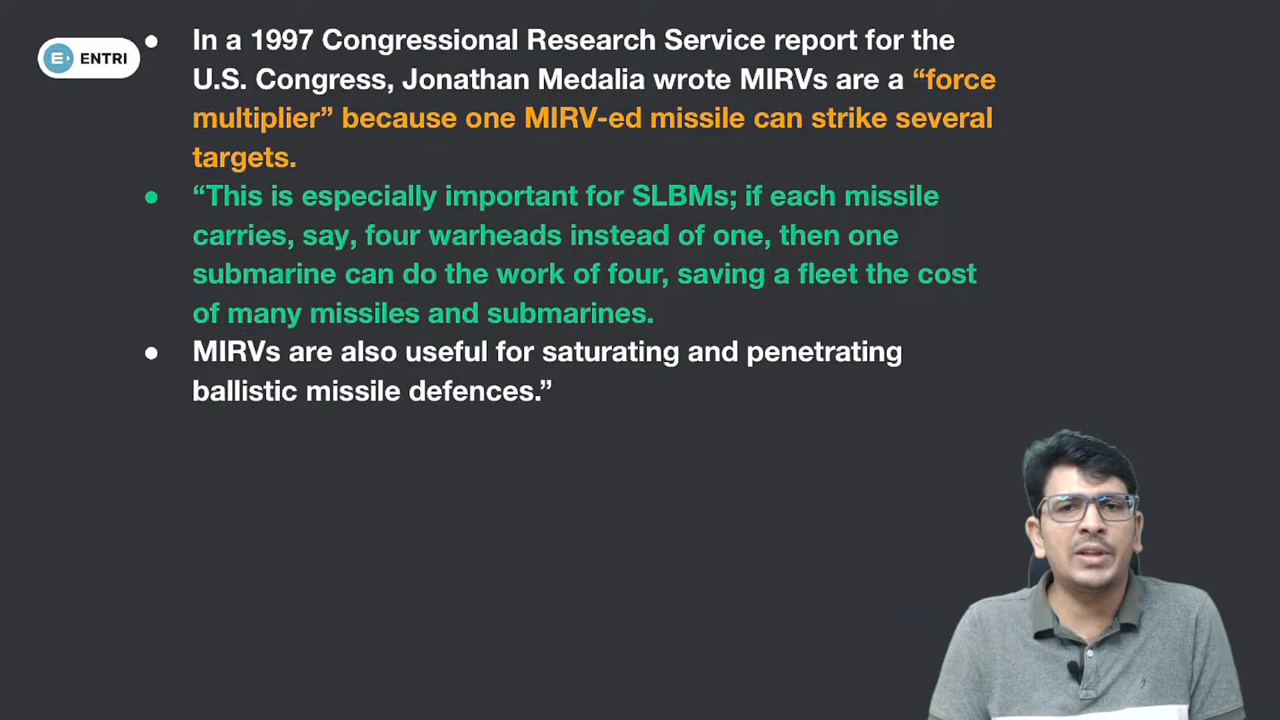 ENTRI
● In a 1997 Congressional Research Service report for the
U.S. Congress, Jonathan Medalia wrote MIRVs are a “force
multiplier” because one MIRV-ed missile can strike several
targets.
● “This is especially important for SLBMs; if each missile
carries, say, four warheads instead of one, then one
submarine can do the work of four, saving a fleet the cost
of many missiles and submarines.
● MIRVs are also useful for saturating and penetrating
ballistic missile defences.”